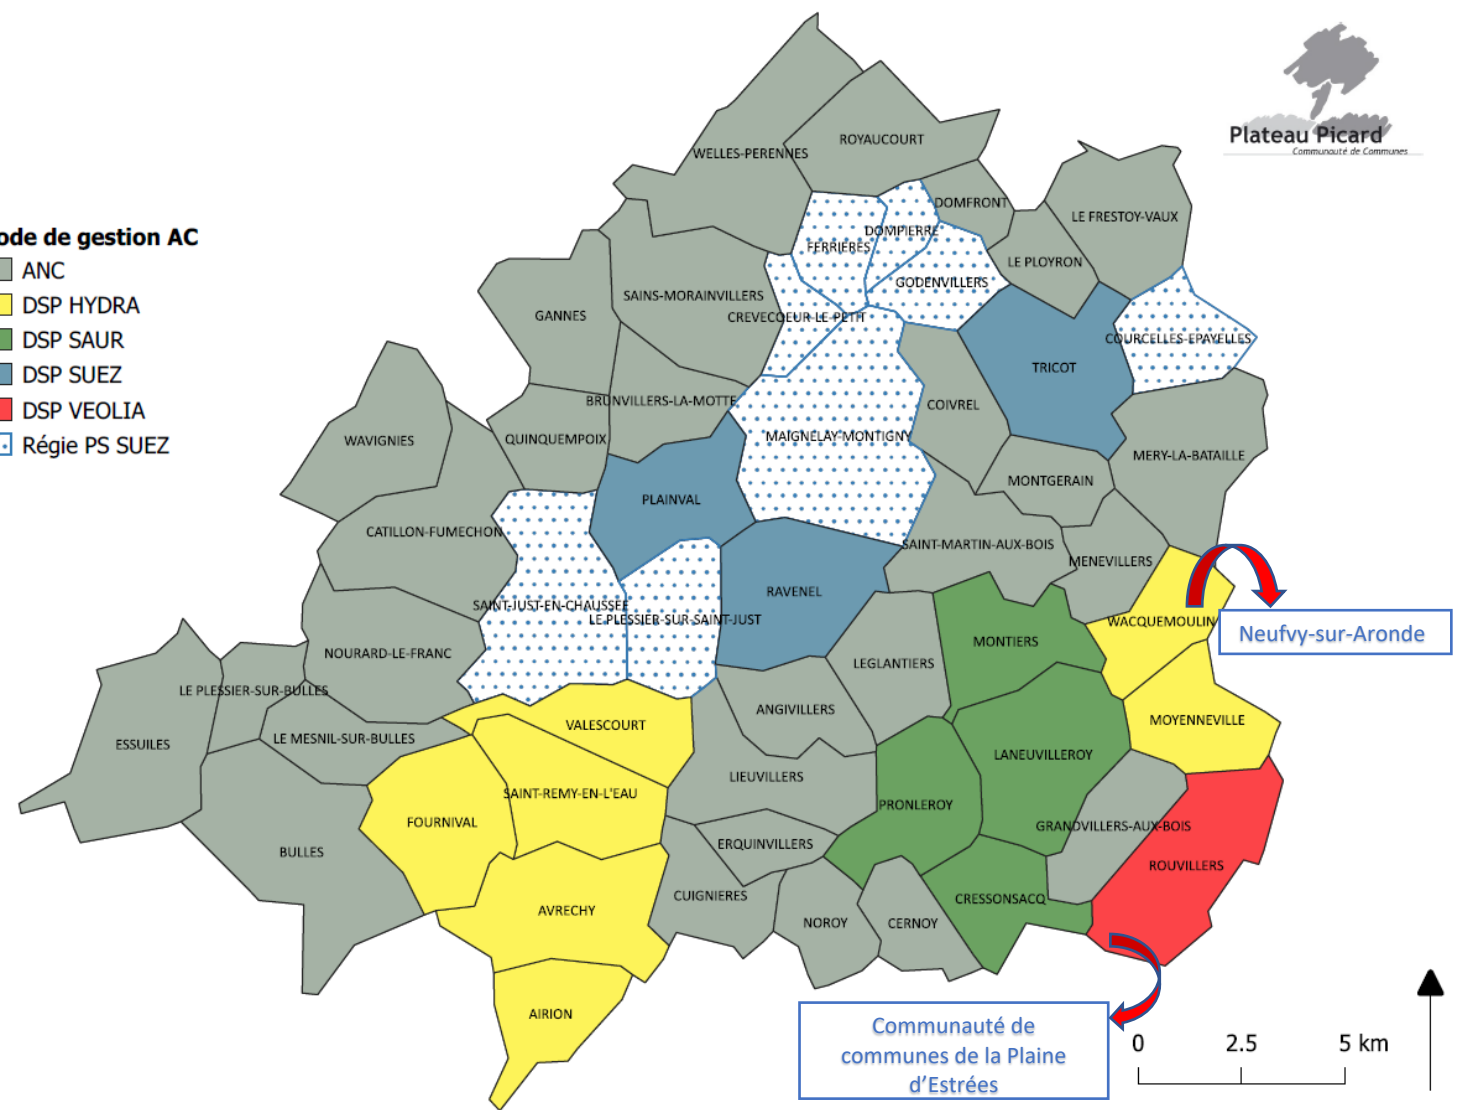 Plateau Picard
Communauté de Communes
ode de gestion AC
ANC
DSP HYDRA
DSP SAUR
DSP SUEZ
DSP VEOLIA
Régie PS SUEZ
WELLES-PERENNES
ROYAUCOURT
DOMFRONT
LE FRESTOY-VAUX
DOMPIERRE
FERRIERES
LE PLOYRON
GODENVILLERS
SAINS-MORAINVILLERS
GANNES
CREVECOEUR-LE-PETIT
COURCELLES-EPAYELLES
TRICOT
BRUNVILLERS-LA-MOTTE
COIVREL
WAVIGNIES
QUINQUEMPOIX
MAIGNELAY-MONTIGNY
MERY-LA-BATAILLE
MONTGERAIN
PLAINVAL
CATILLON-FUMECHON
SAINT-MARTIN-AUX-BOIS
MENEVILLERS
RAVENEL
SAINT-JUST-EN-CHAUSSEE
LE PLESSIER-SUR-SAINT-JUST
WACQUEMOULIN
Neufvy-sur-Aronde
MONTIERS
NOURARD-LE-FRANC
LEGLANTIERS
LE PLESSIER-SUR-BULLES
ANGIVILLERS
MOYENNEVILLE
VALESCOURT
ESSUILES
LE MESNIL-SUR-BULLES
LANEUVILLEROY
LIEUVILLERS
SAINT-REMY-EN-L'EAU
PRONLEROY
FOURNIVAL
GRANDVILLERS-AUX-BOIS
ERQUINVILLERS
BULLES
ROUVILLERS
CUIGNIERES
CRESSONSACQ
AVRECHY
NOROY
CERNOY
AIRION
Communauté de
communes de la Plaine
d'Estrées
0 2.5 5 km